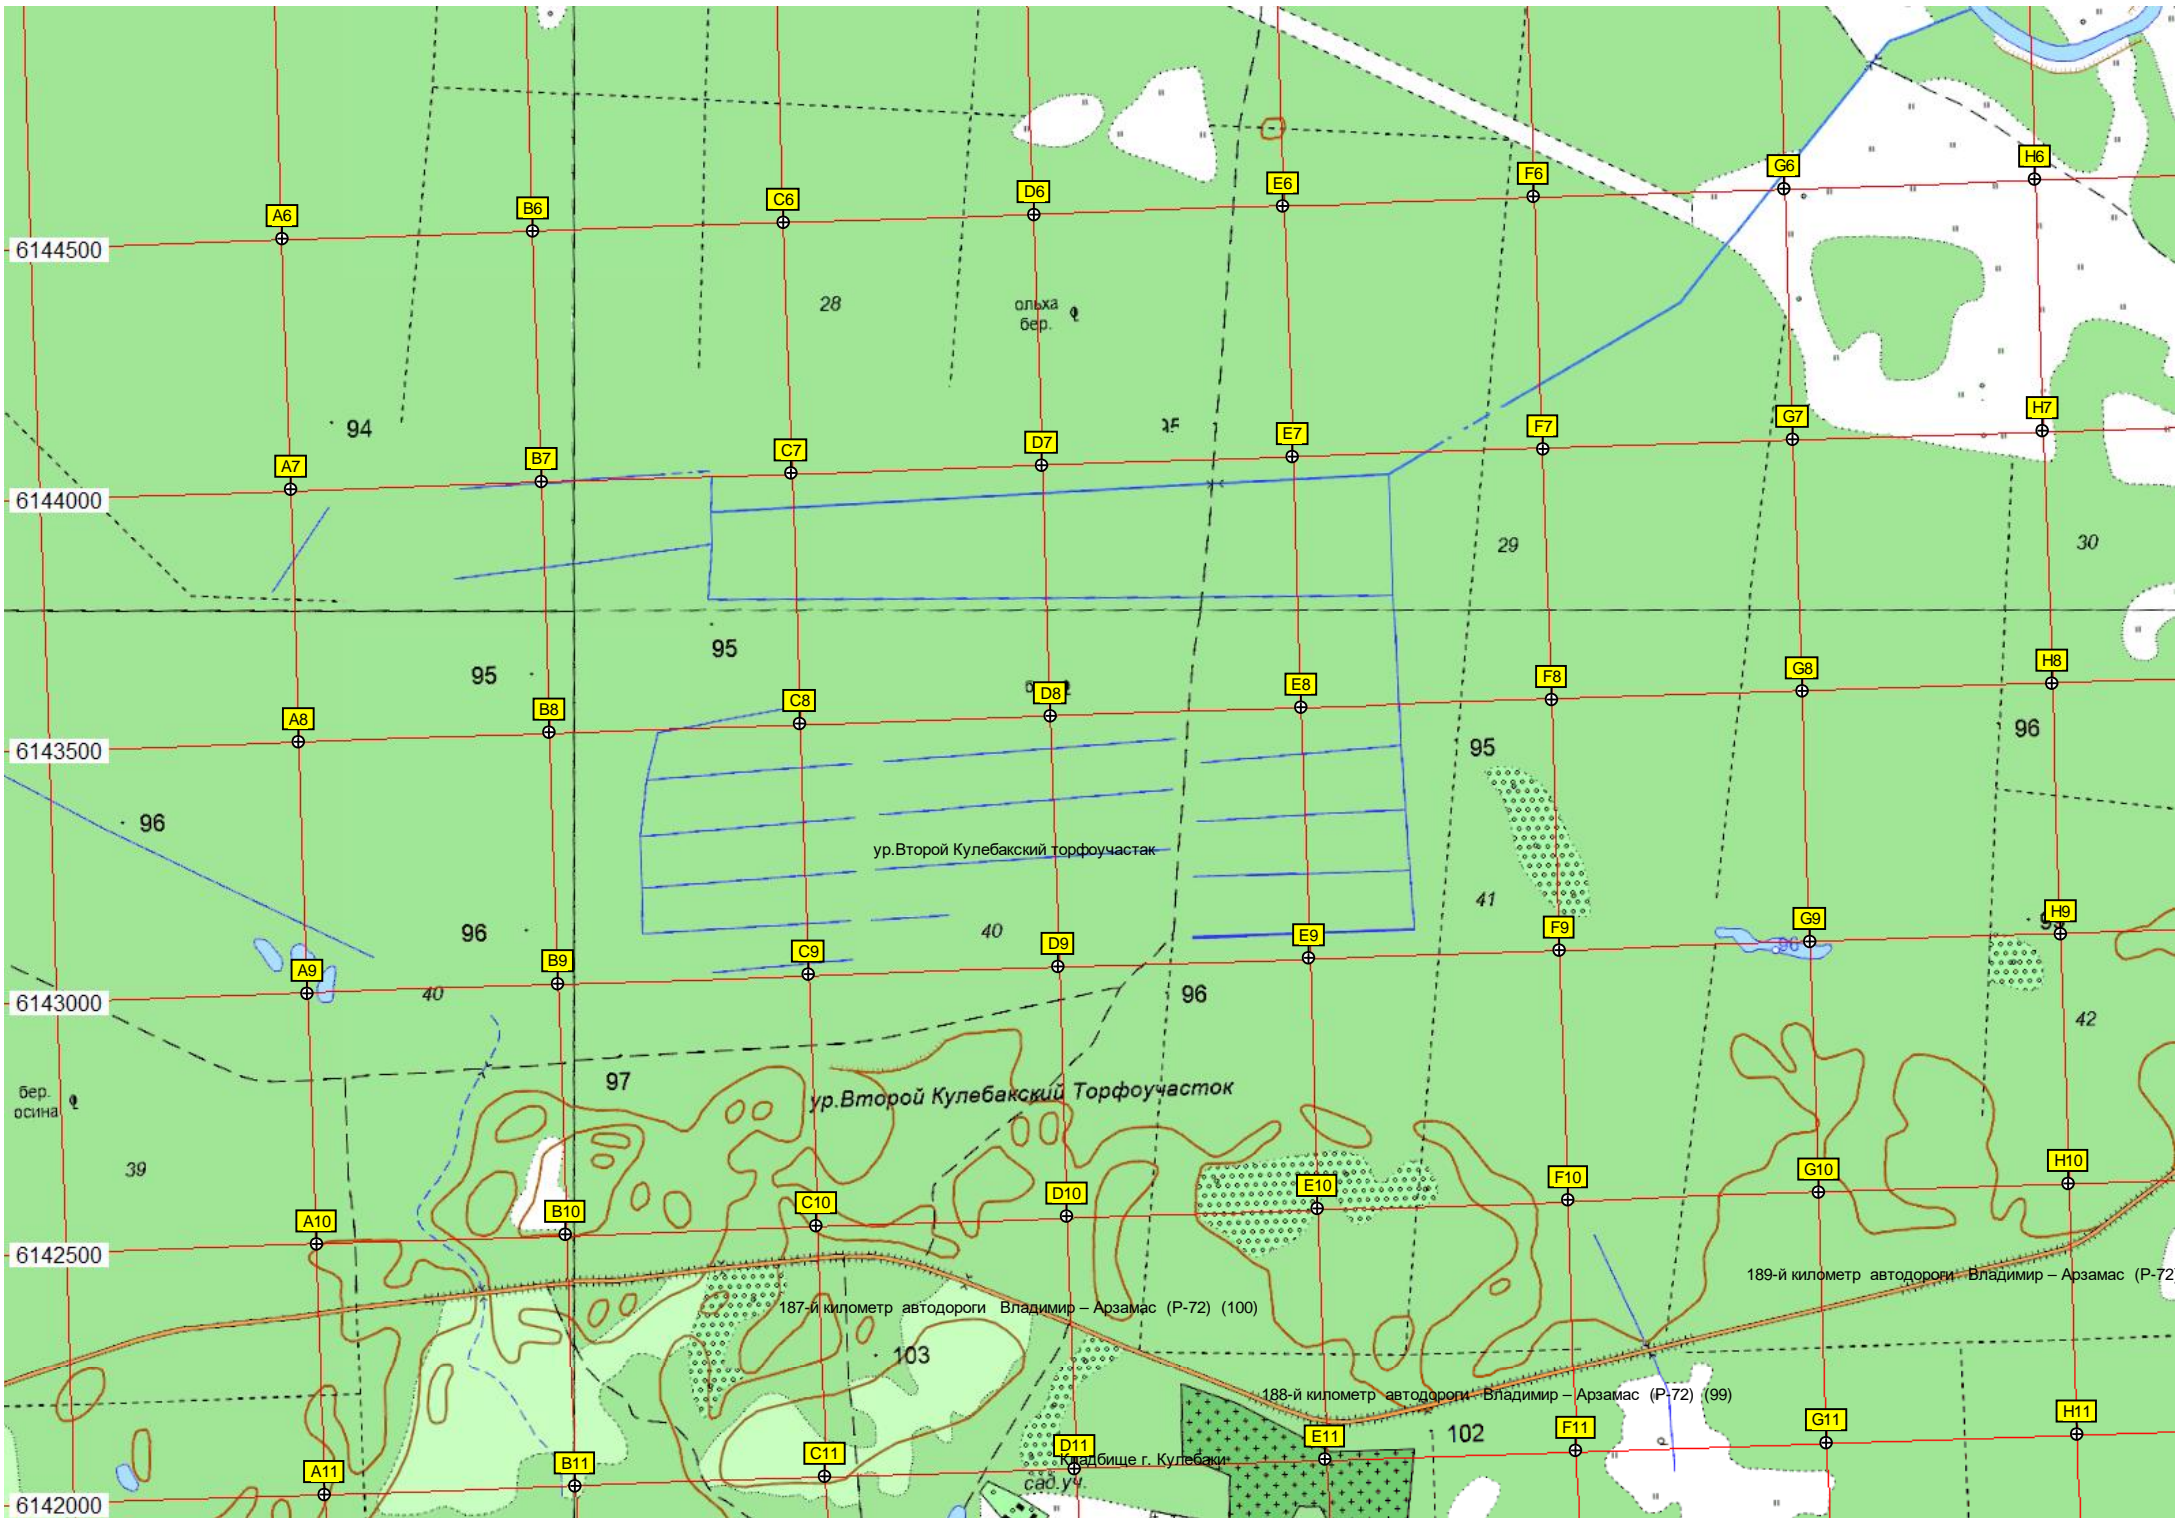 A6 B6 C6 D6 E6 F6 G6 H6
6144500
28
ольха
бер.
94
A7 B7 C7 D7 E7 F7 G7 H7
6144000
29
30
95
95
A8 B8 C8 D8 E8 F8 G8 H8
6143500
95
96
96
ур.Второй Кулебакский торфоучастак
41
96
40
A9 B9 C9 D9 E9 F9 G9 H9
96
6143000
40
96
42
97
бер.
осина
ур.Второй Кулебакский Торфоучасток
39
A10 B10 C10 D10 E10 F10 G10 H10
6142500
189-й километр автодороги Владимир – Арзамас (Р-72
187-й километр автодороги Владимир – Арзамас (Р-72) (100)
103
188-й километр автодороги Владимир – Арзамас (Р-72) (99)
102
A11 B11 C11 D11 E11 F11 G11 H11
Кладбище г. Кулебаки
сад.уч.
6142000